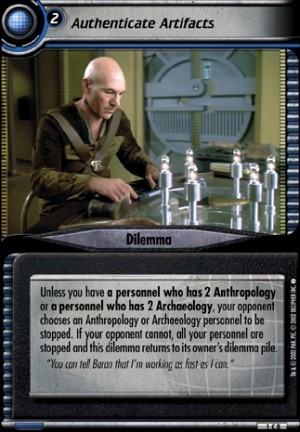 2
Authenticate Artifacts
Dilemma
Unless you have a personnel who has 2 Anthropology
or a personnel who has 2 Archaeology, your opponent
chooses an Anthropology or Archaeology personnel to
be stopped. If your opponent cannot, all your personnel are
stopped and this dilemma returns to its owner's dilemma pile.
"You can tell Baran that I'm working as fast as I can."
1 C 6